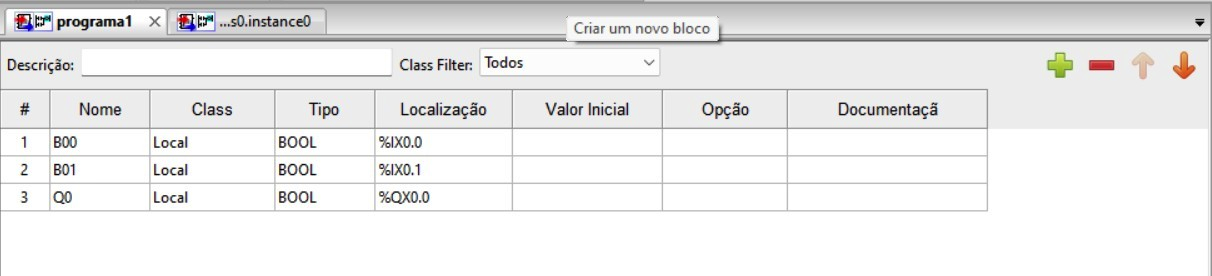 programa1 ...s0.instance0
Criar um novo bloco
Descrição: Class Filter: Todos
# Nome Class Tipo Localização Valor Inicial Opção Documentaçã
1 B00 Local BOOL %IX0.0
2 B01 Local BOOL %IX0.1
3 Q0 Local BOOL %QX0.0